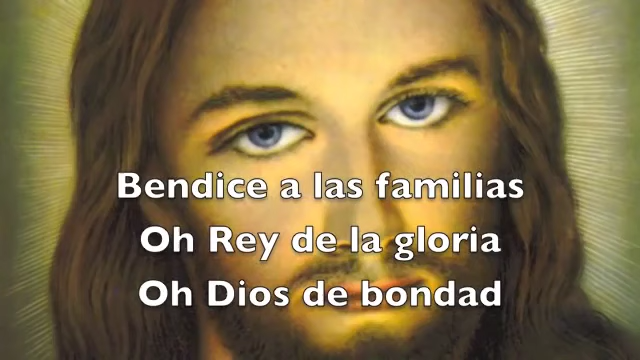 Bendice a las familias
Oh Rey de la gloria
Oh Dios de bondad